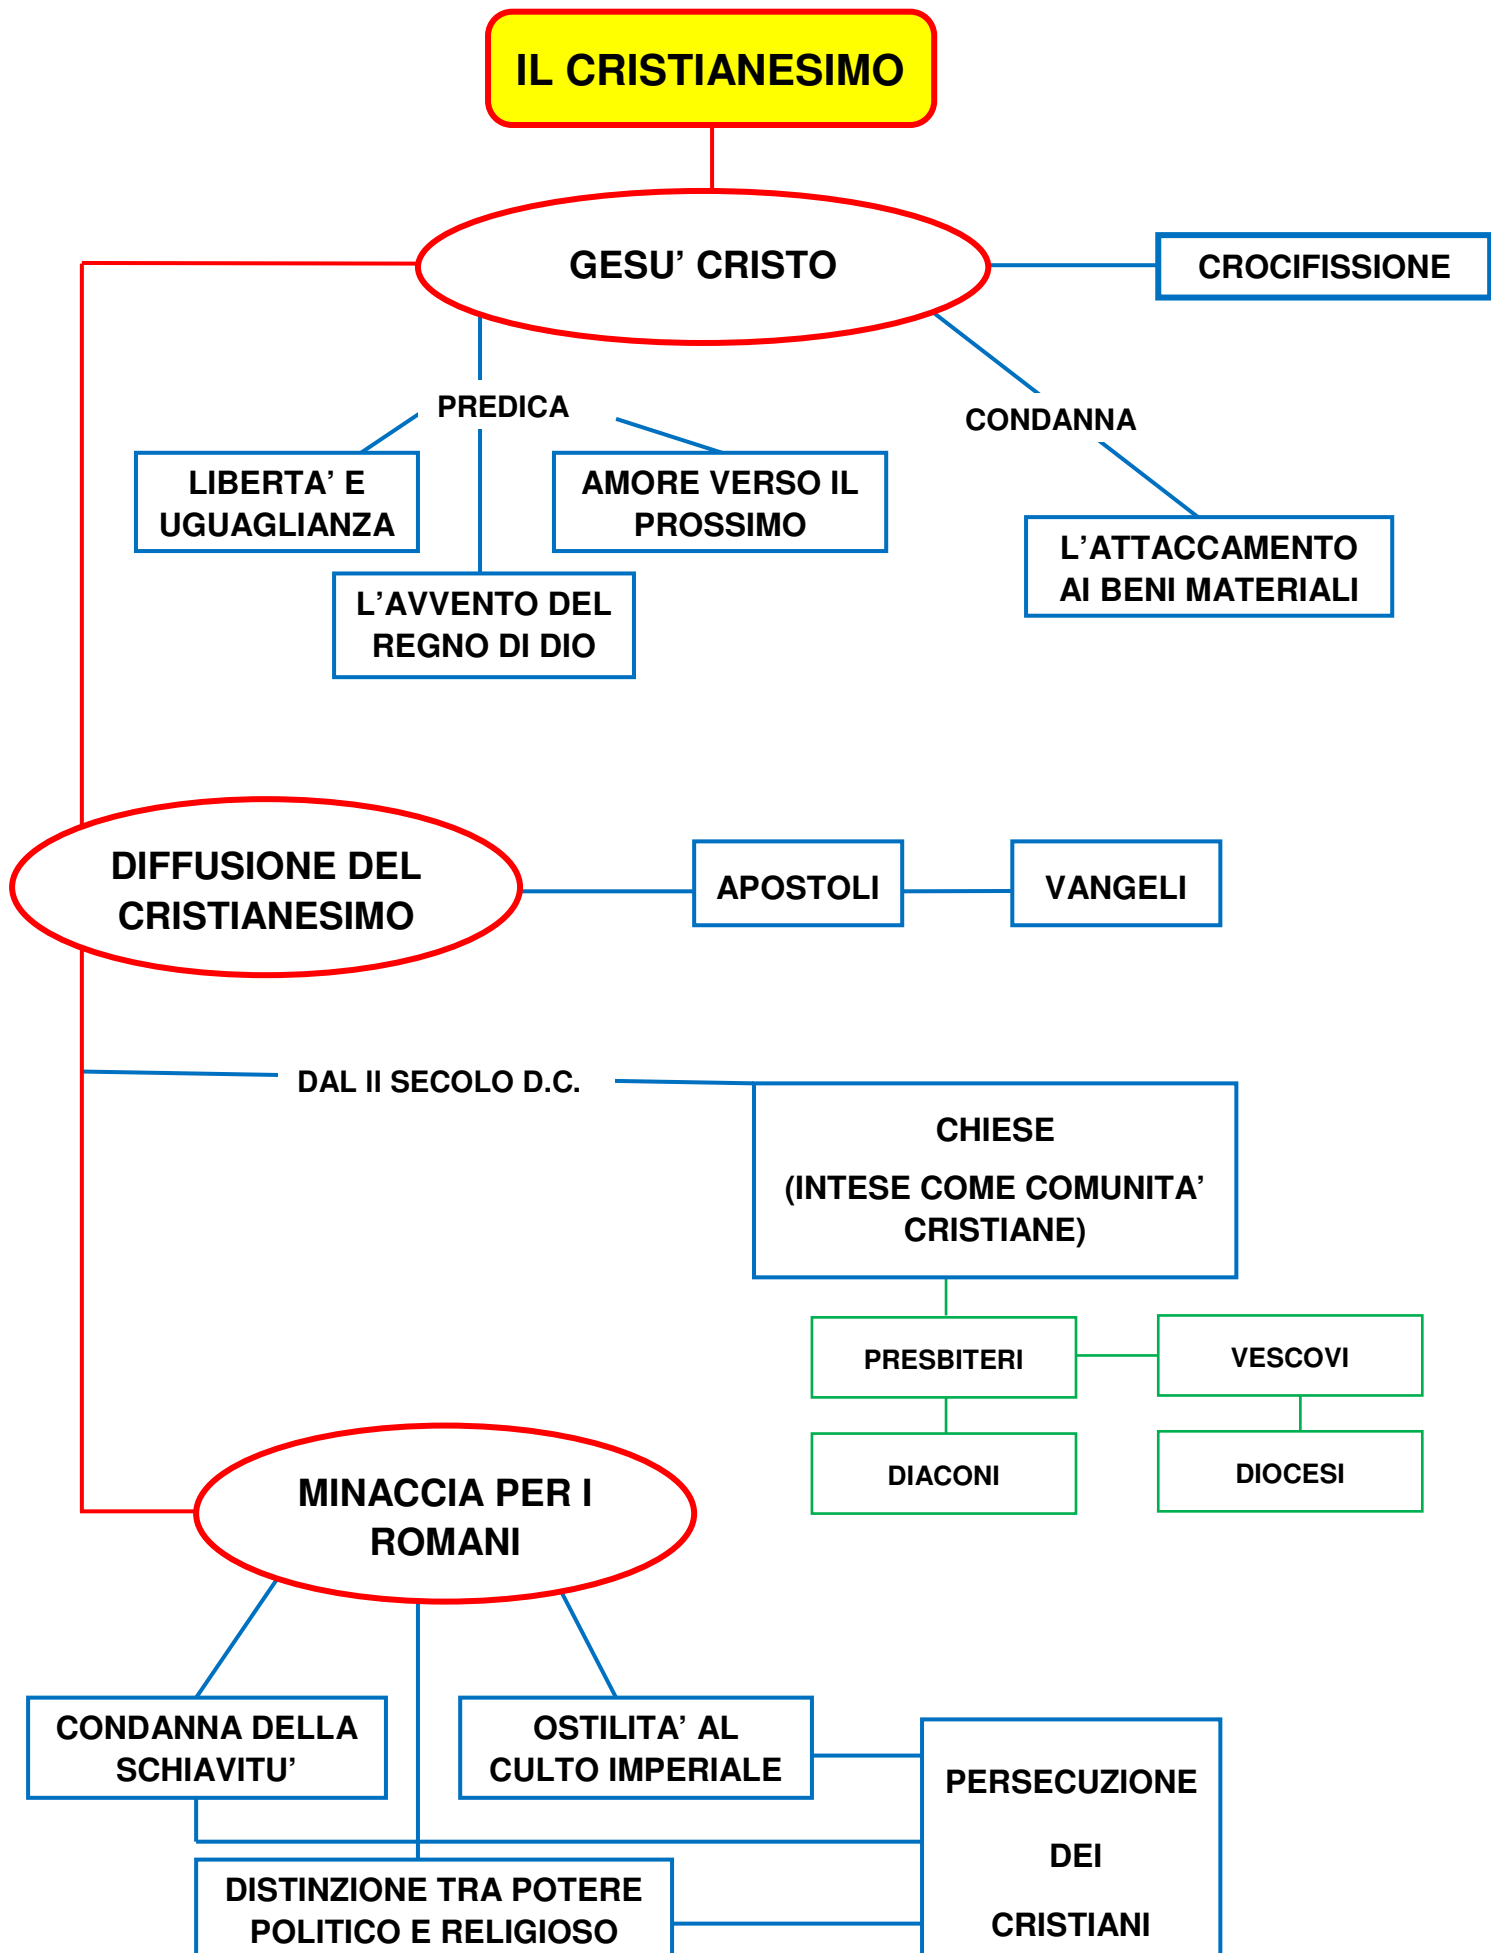 IL CRISTIANESIMO
GESU’ CRISTO
CROCIFISSIONE
PREDICA
CONDANNA
LIBERTA’ E
UGUAGLIANZA
AMORE VERSO IL
PROSSIMO
L’AVVENTO DEL
REGNO DI DIO
L’ATTACCAMENTO
AI BENI MATERIALI
DIFFUSIONE DEL
CRISTIANESIMO
APOSTOLI
VANGELI
DAL II SECOLO D.C.
CHIESE
(INTESE COME COMUNITA’
CRISTIANE)
PRESBITERI
VESCOVI
DIACONI
DIOCESI
MINACCIA PER I
ROMANI
CONDANNA DELLA
SCHIAVITU’
OSTILITA’ AL
CULTO IMPERIALE
DISTINZIONE TRA POTERE
POLITICO E RELIGIOSO
PERSECUZIONE
DEI
CRISTIANI